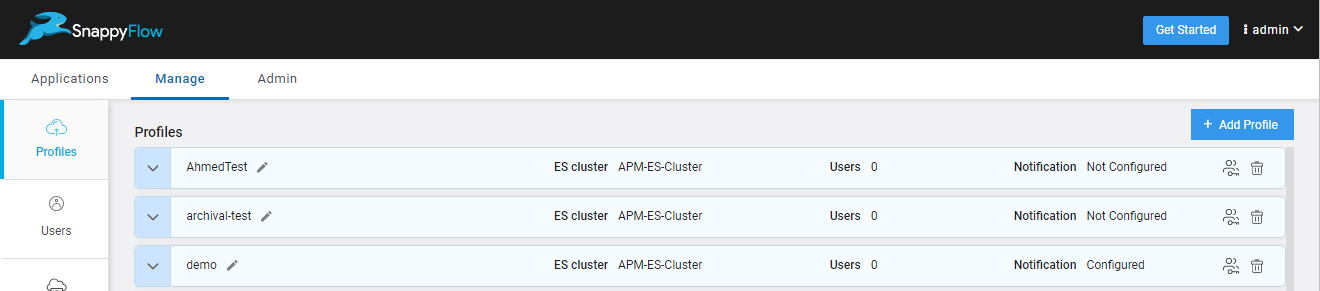 SnappyFlow
Get Started
admin
Applications Manage Admin
Profiles
Users
Profiles
+ Add Profile
AhmedTest ES cluster APM-ES-Cluster Users 0 Notification Not Configured
archival-test ES cluster APM-ES-Cluster Users 0 Notification Not Configured
demo ES cluster APM-ES-Cluster Users 0 Notification Configured